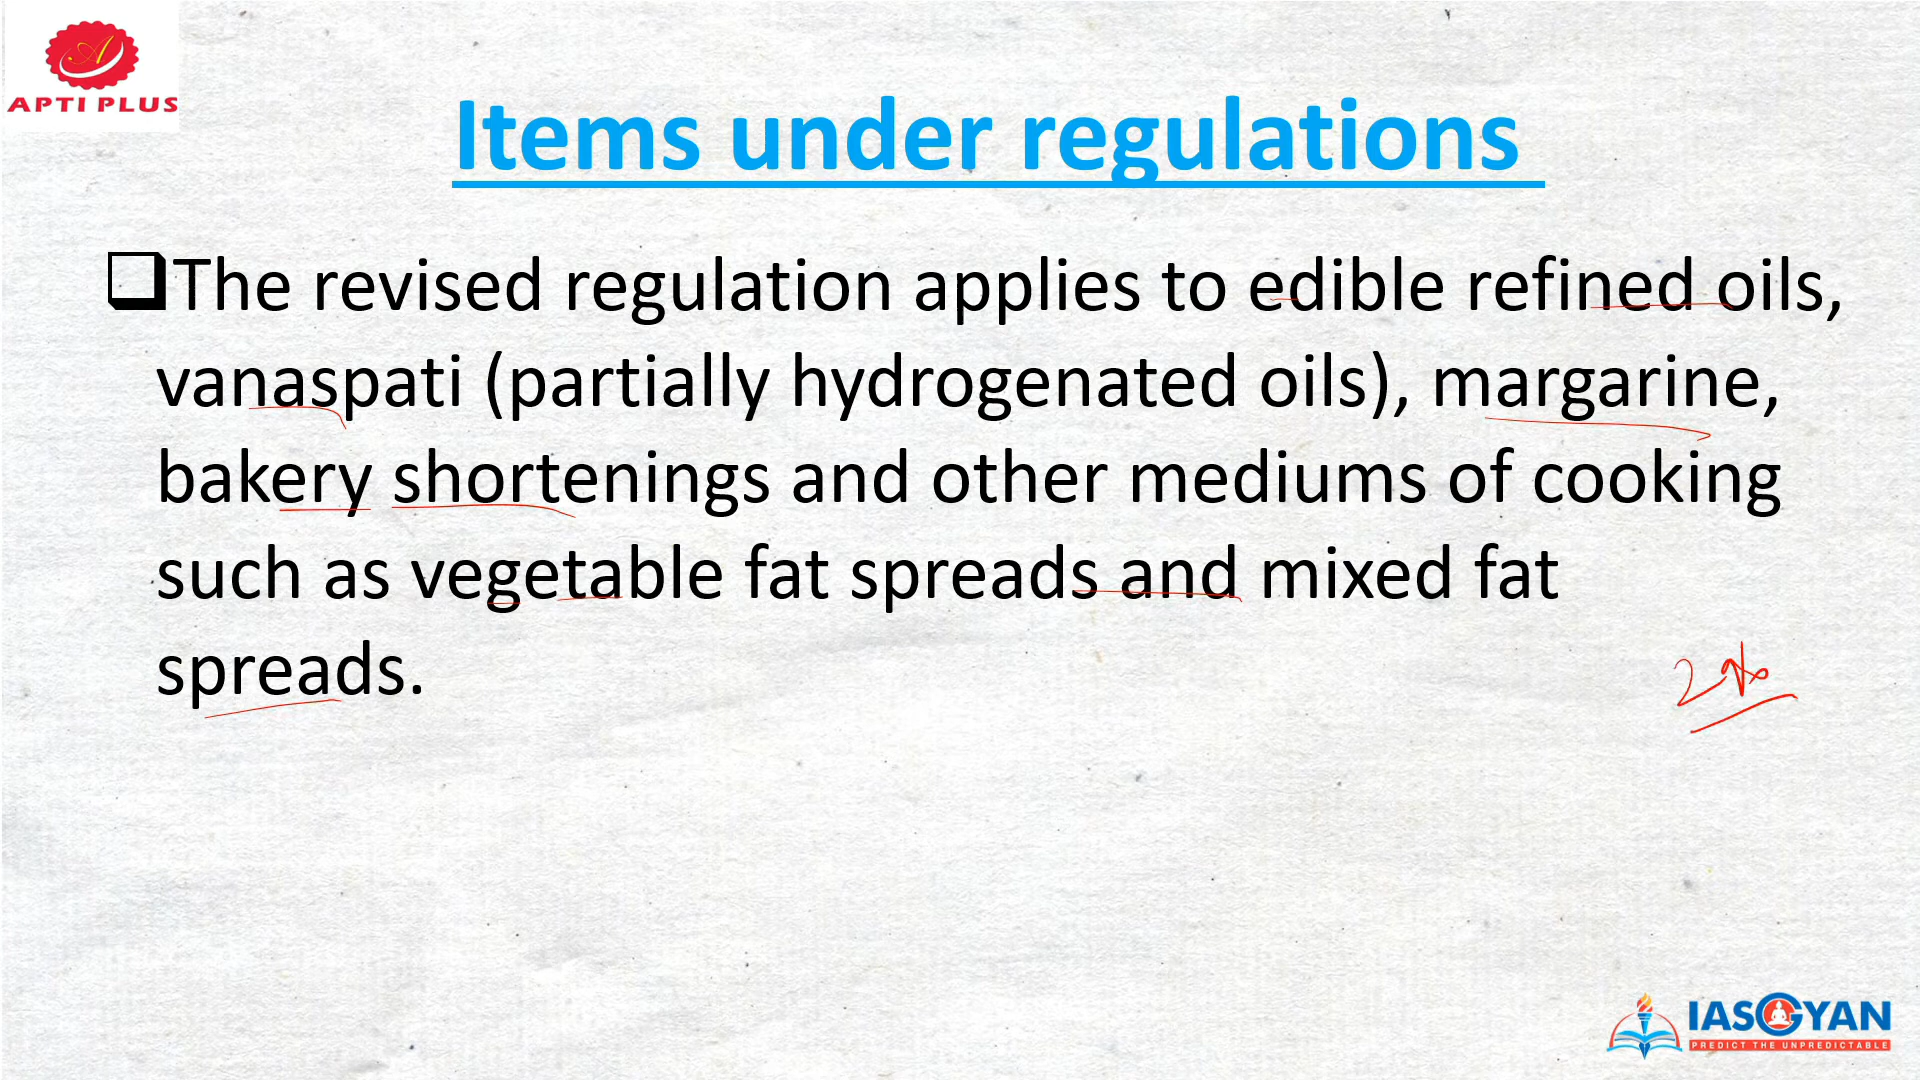 APTI PLUS
Items under regulations
The revised regulation applies to edible refined oils,
vanaspati (partially hydrogenated oils), margarine,
bakery shortenings and other mediums of cooking
such as vegetable fat spreads and mixed fat
spreads.
IASGYAN
PREDICT THE UNPREDICTABLE